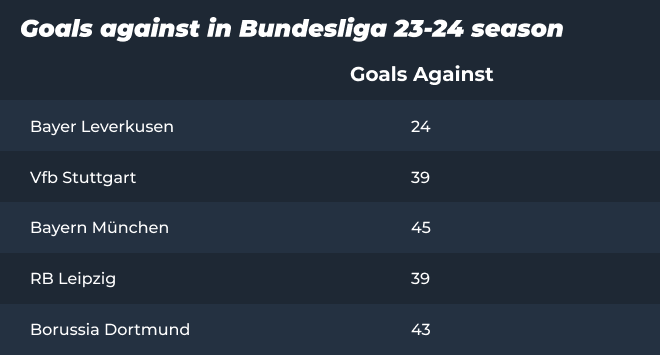 Goals against in Bundesliga 23-24 season
Goals Against
Bayer Leverkusen 24
Vfb Stuttgart 39
Bayern München 45
RB Leipzig 39
Borussia Dortmund 43